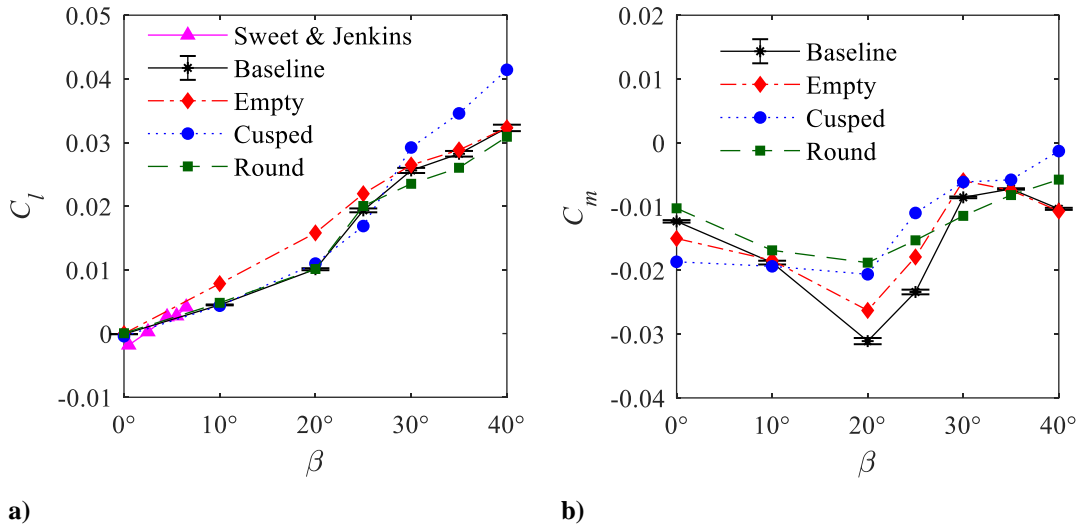 0.05
0.04
0.03
0.02
0.01
0
-0.01
C_l
Sweet & Jenkins
Baseline
Empty
Cusped
Round
0° 10° 20° 30° 40°
β
a)
0.02
0.01
0
-0.01
-0.02
-0.03
-0.04
C_m
Baseline
Empty
Cusped
Round
0° 10° 20° 30° 40°
β
b)